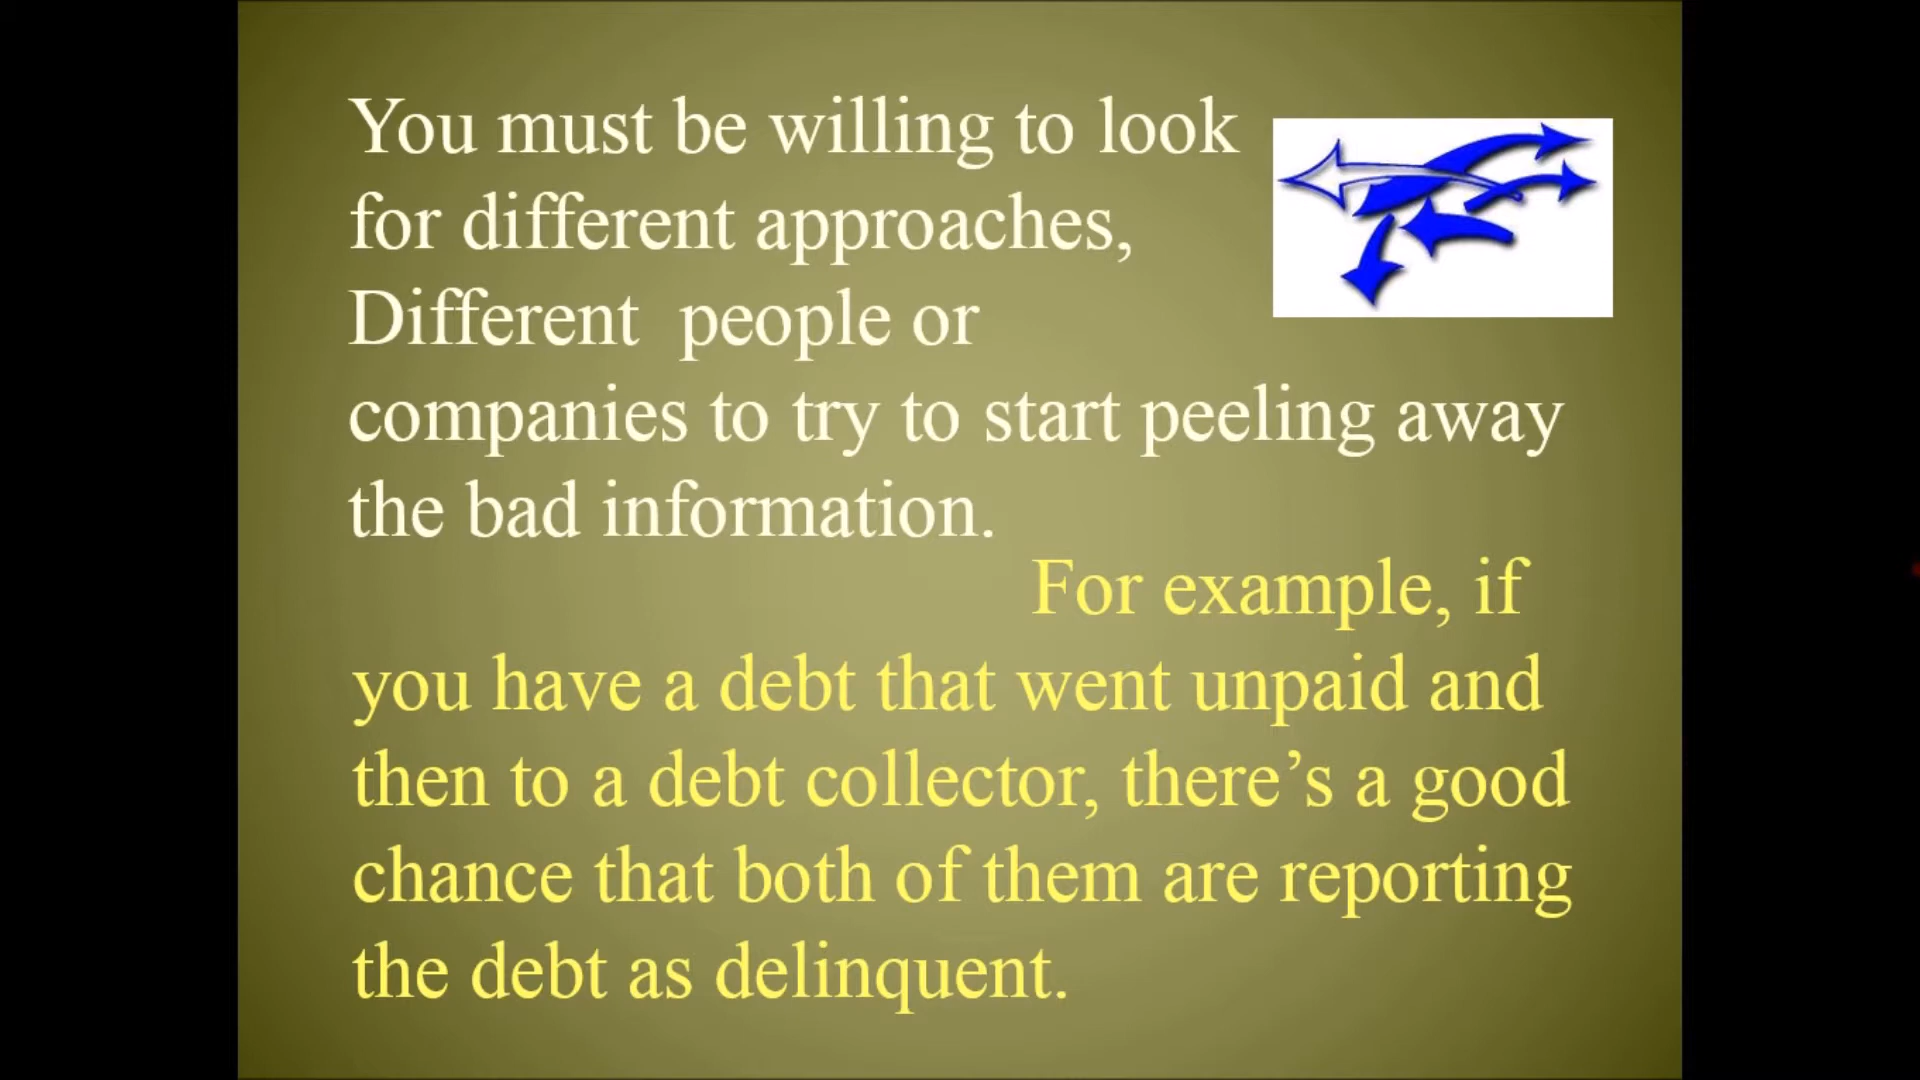 You must be willing to look
for different approaches,
Different  people or
companies to try to start peeling away
the bad information.
For example, if
you have a debt that went unpaid and
then to a debt collector, there’s a good
chance that both of them are reporting
the debt as delinquent.